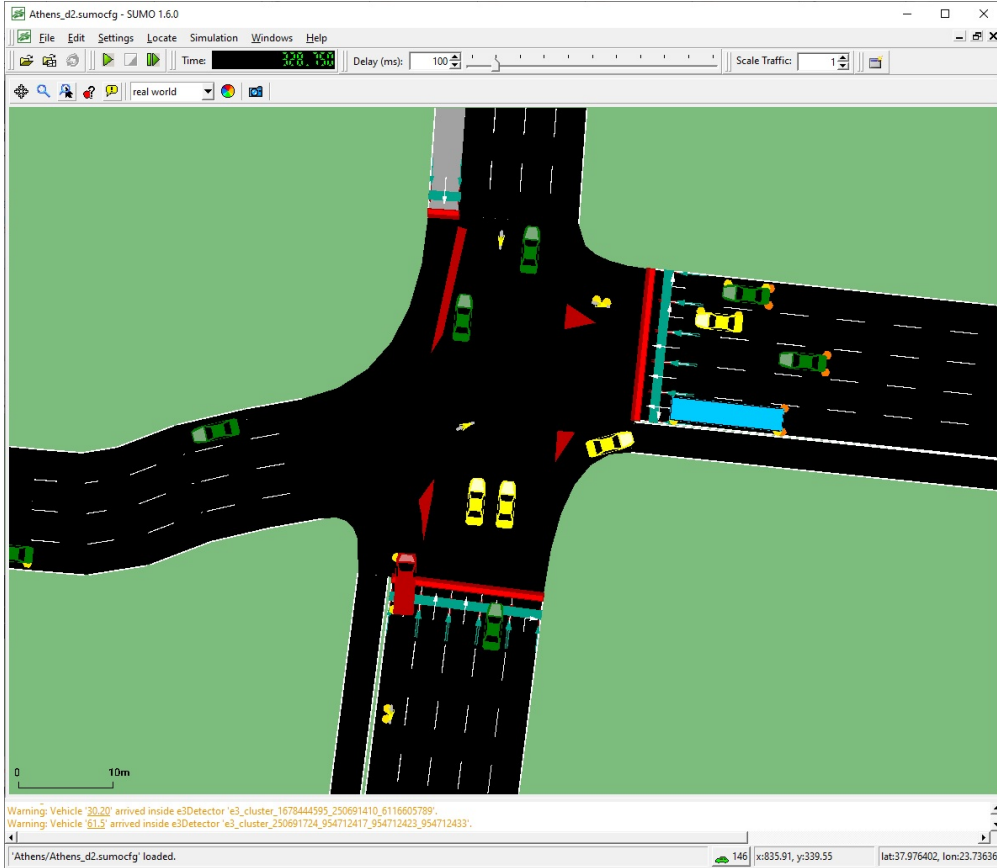 Athens_d2.sumocfg - SUMO 1.6.0
File Edit Settings Locate Simulation Windows Help
Time: 328.750 Delay (ms): 100 Scale Traffic: 1
real world
0 10m
Warning: Vehicle '30.20' arrived inside e3Detector 'e3_cluster_1678444595_250691410_6116605789'.
Warning: Vehicle '61.5' arrived inside e3Detector 'e3_cluster_250691724_954712417_954712423_954712433'.
'Athens/Athens_d2.sumocfg' loaded. 146 x:835.91, y:339.55 lat:37.976402, lon:23.73636